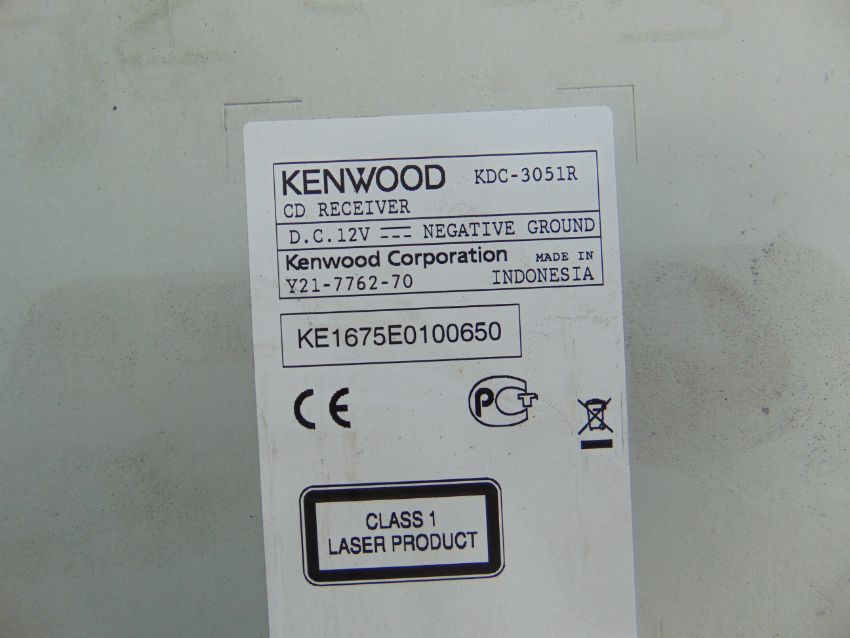 KENWOOD KDC-3051R
CD RECEIVER
D.C.12V ⎓ NEGATIVE GROUND
Kenwood Corporation MADE IN
Y21-7762-70 INDONESIA
KE1675E0100650
CE PCT
CLASS 1
LASER PRODUCT